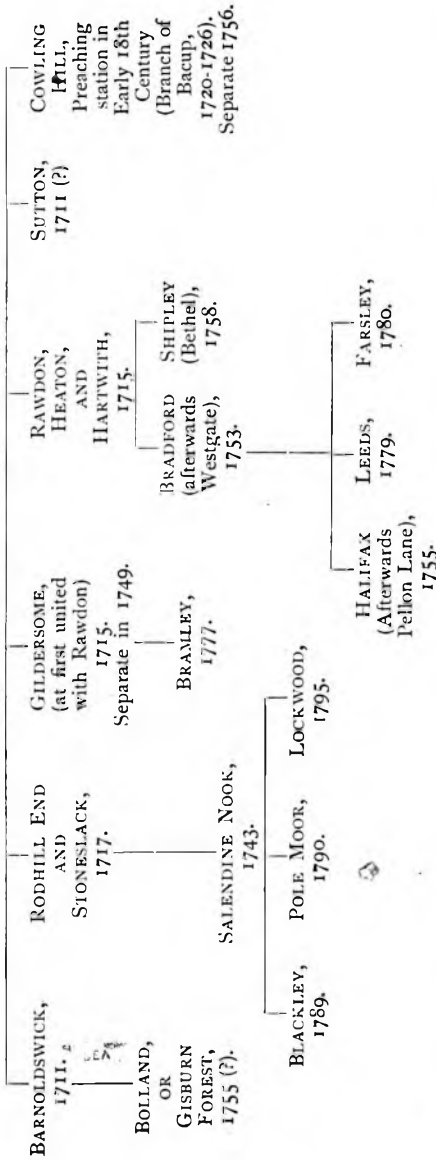 BARNOLDSWICK,
1711.
BOLLAND,
OR
GISBURN
FOREST,
1755 (?).
RODHILL END
AND
STONESLACK,
1717.
SALENDINE NOOK,
1743.
BLACKLEY,
1789.
POLE MOOR,
1790.
LOCKWOOD,
1795.
GILDERSOME,
(at first united
with Rawdon)
1715.
Separate in 1749.
BRAMLEY,
1777.
RAWDON,
HEATON,
AND
HARTWITH,
1715.
BRADFORD
(afterwards
Westgate),
1753.
SHIPLEY
(Bethel),
1758.
HALIFAX
(Afterwards
Pellon Lane),
1755.
LEEDS,
1779.
FARSLEY,
1780.
SUTTON,
1711 (?)
COWLING
HILL,
Preaching
station in
Early 18th
Century
(Branch of
Bacup,
1720-1726).
Separate 1756.